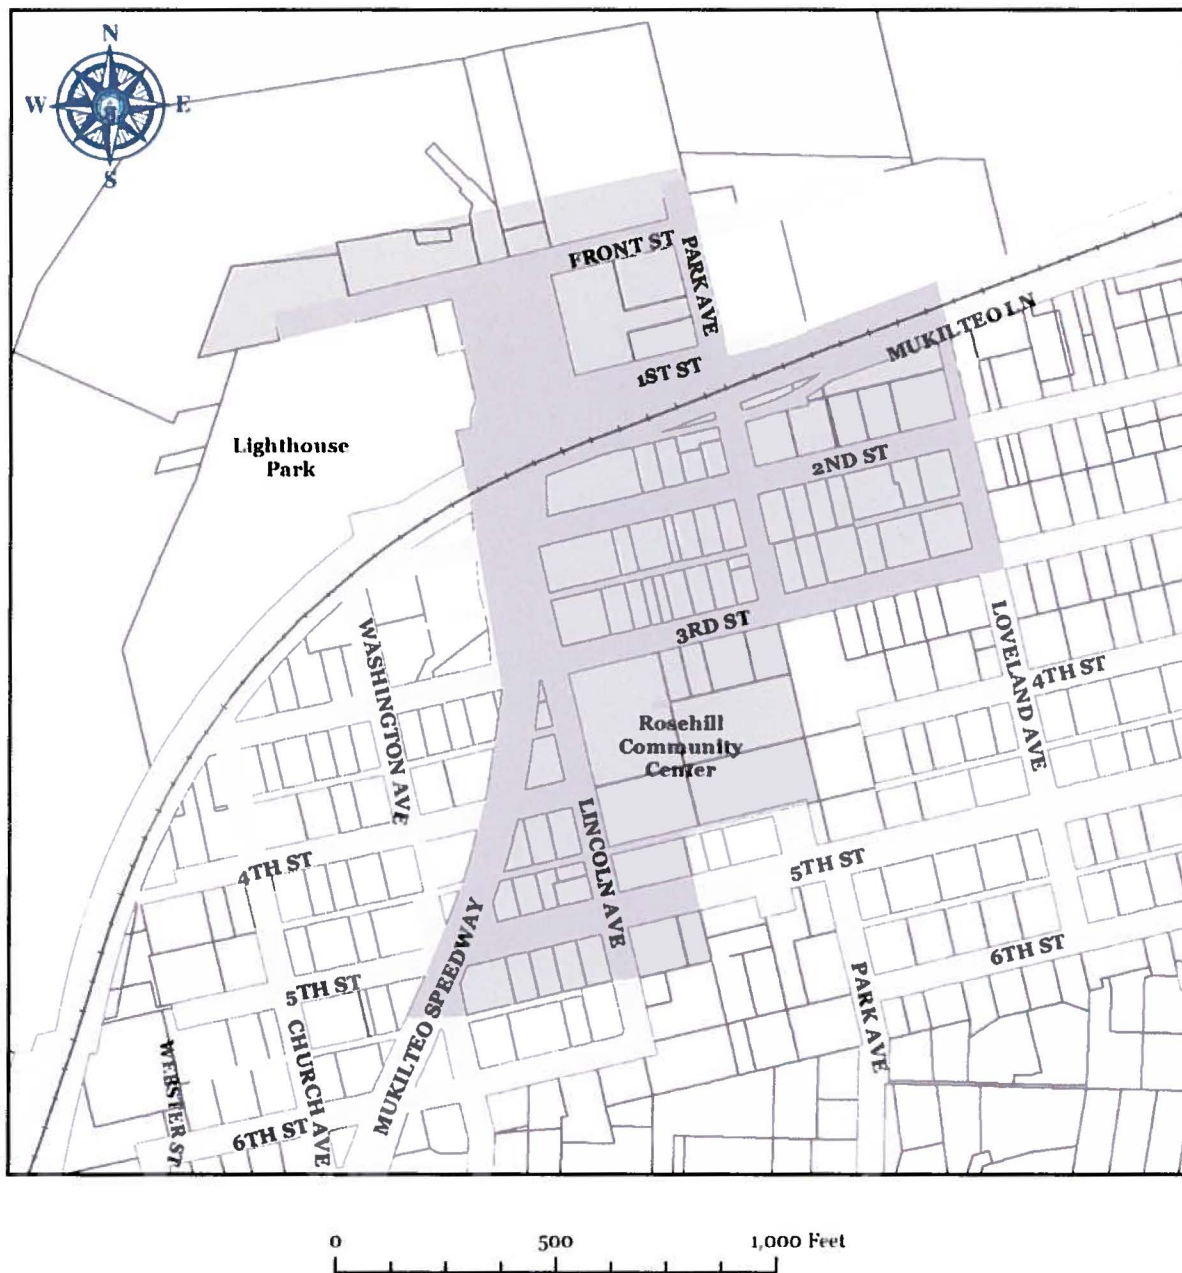 N
W E
S
FRONT ST
PARK AVE
MUKILTEO LN
1ST ST
Lighthouse
Park
2ND ST
3RD ST
WASHINGTON AVE
LOVELAND AVE
4TH ST
Rosehill
Community
Center
LINCOLN AVE
4TH ST
5TH ST
MUKILTEO SPEEDWAY
6TH ST
5TH ST
PARK AVE
CHURCH AVE
WEBSTER ST
6TH ST
0 500 1,000 Feet